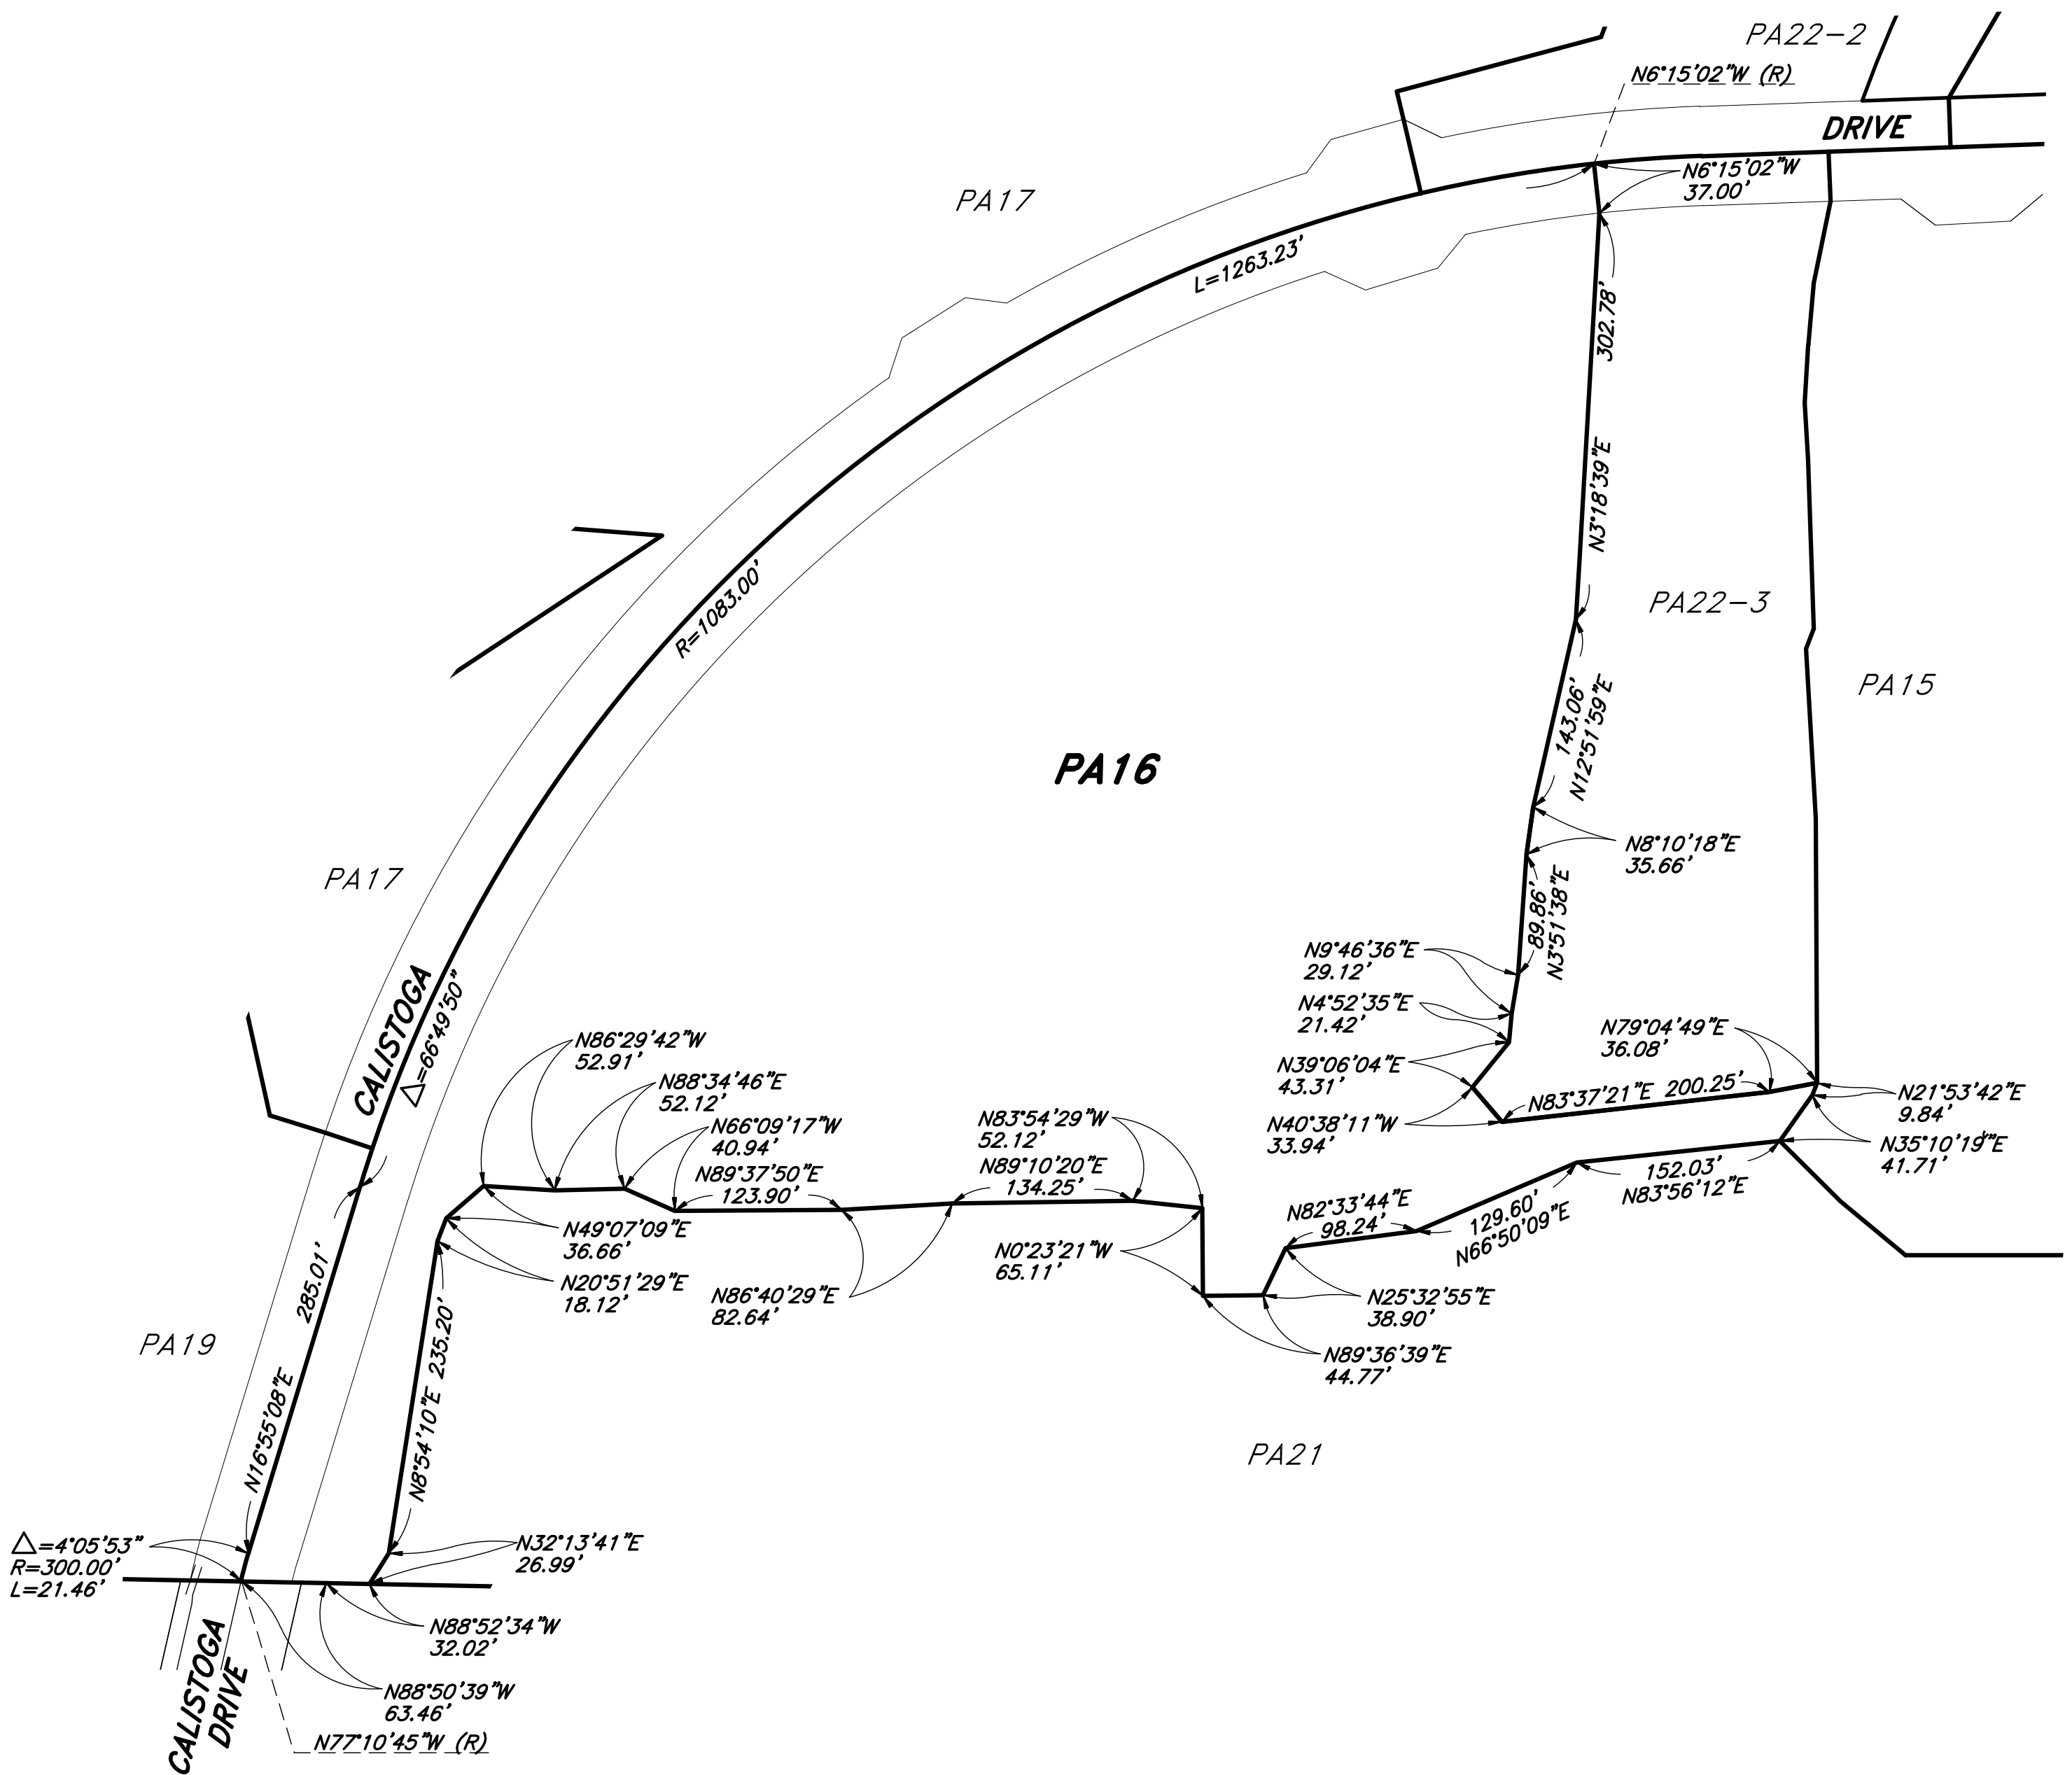 PA22-2
N6°15'02"W (R)
DRIVE
N6°15'02"W
37.00'
PA17
L=1263.23'
302.78'
N3°18'39"E
R=1083.00'
PA22-3
PA15
143.06'
N12°51'59"E
PA16
N8°10'18"E
35.66'
PA17
89.86'
N3°51'38"E
N9°46'36"E
29.12'
N4°52'35"E
21.42'
CALISTOGA
△=66°49'50"
N39°06'04"E
43.31'
N79°04'49"E
36.08'
N83°37'21"E 200.25'
N40°38'11"W
33.94'
N21°53'42"E
9.84'
N35°10'19"E
41.71'
N86°29'42"W
52.91'
N88°34'46"E
52.12'
N66°09'17"W
40.94'
N89°37'50"E
123.90'
N83°54'29"W
52.12'
N89°10'20"E
134.25'
152.03'
N83°56'12"E
N82°33'44"E
98.24'
129.60'
N66°50'09"E
N49°07'09"E
36.66'
N20°51'29"E
18.12'
N86°40'29"E
82.64'
N0°23'21"W
65.11'
N25°32'55"E
38.90'
N89°36'39"E
44.77'
285.01'
N16°55'08"E
PA19
N8°54'10"E 235.20'
PA21
△=4°05'53"
R=300.00'
L=21.46'
N32°13'41"E
26.99'
N88°52'34"W
32.02'
N88°50'39"W
63.46'
N77°10'45"W (R)
CALISTOGA
DRIVE